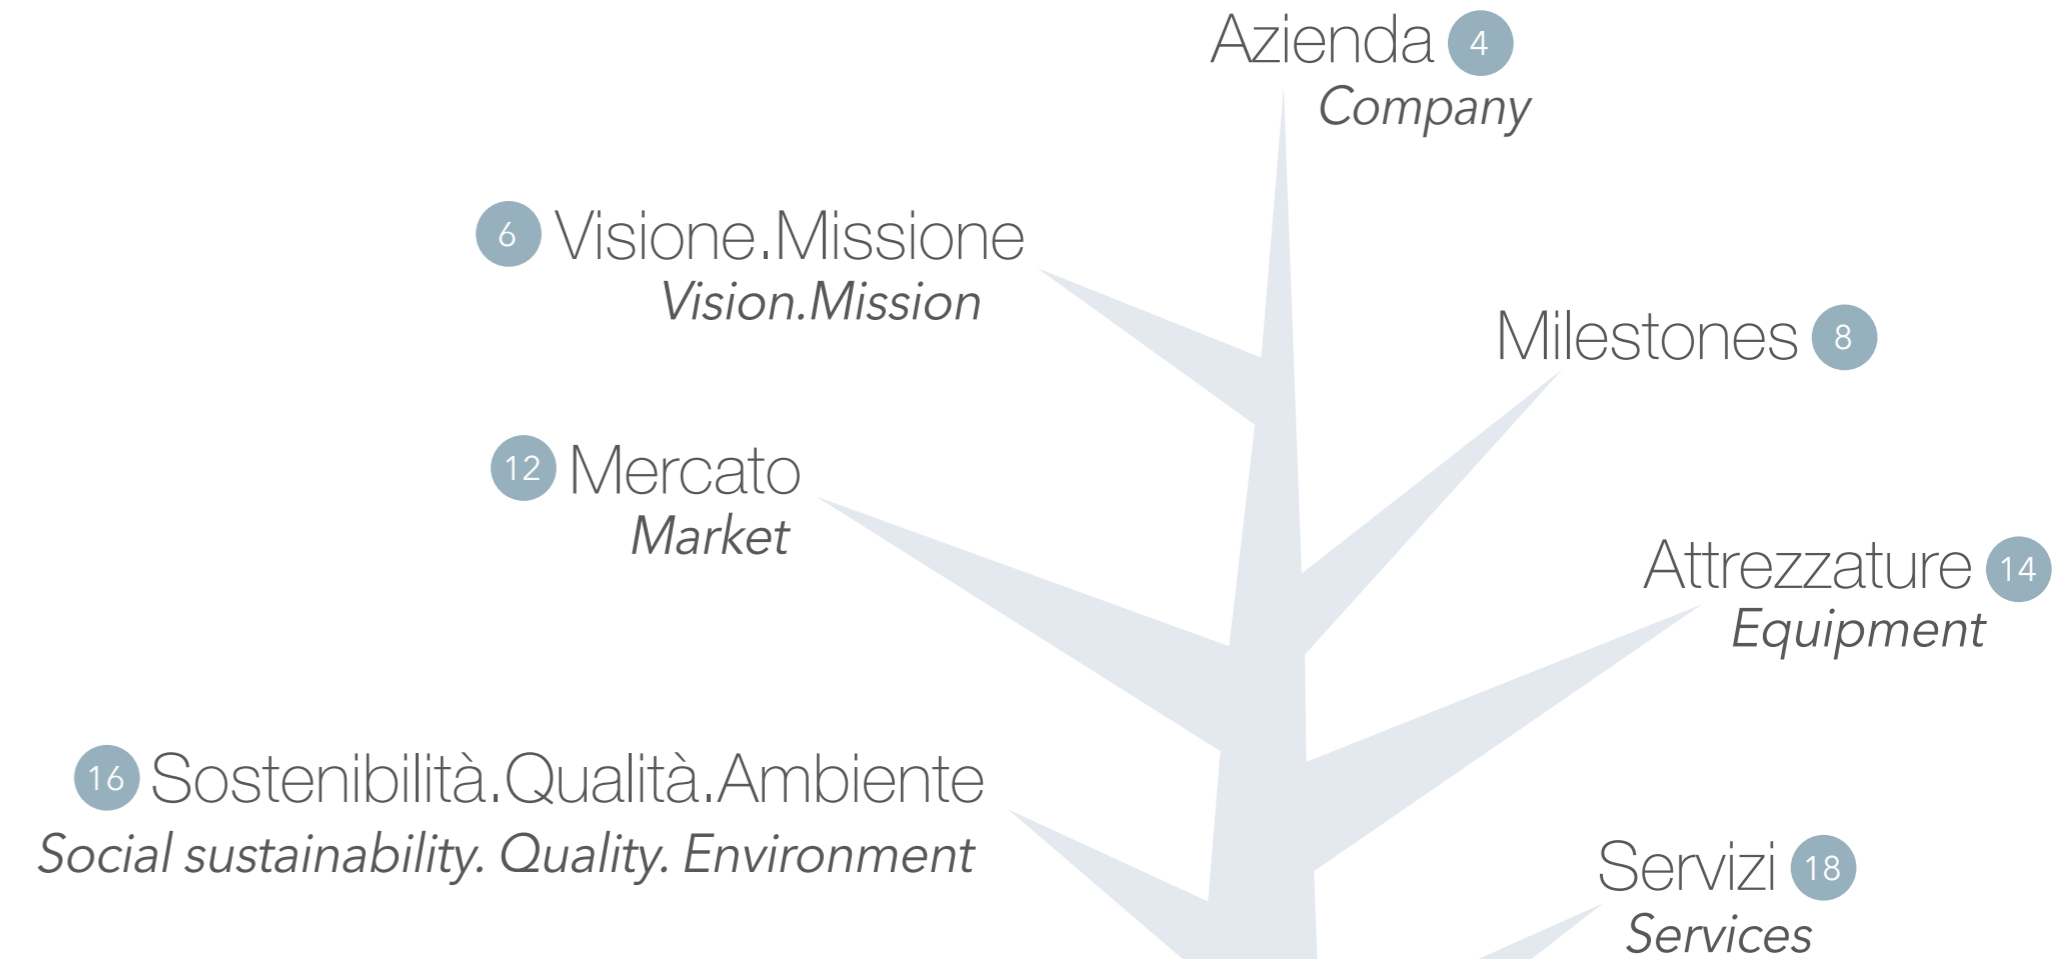 Azienda 4
Company
6 Visione.Missione
Vision.Mission
Milestones 8
12 Mercato
Market
Attrezzature 14
Equipment
16 Sostenibilità.Qualità.Ambiente
Social sustainability. Quality. Environment
Servizi 18
Services